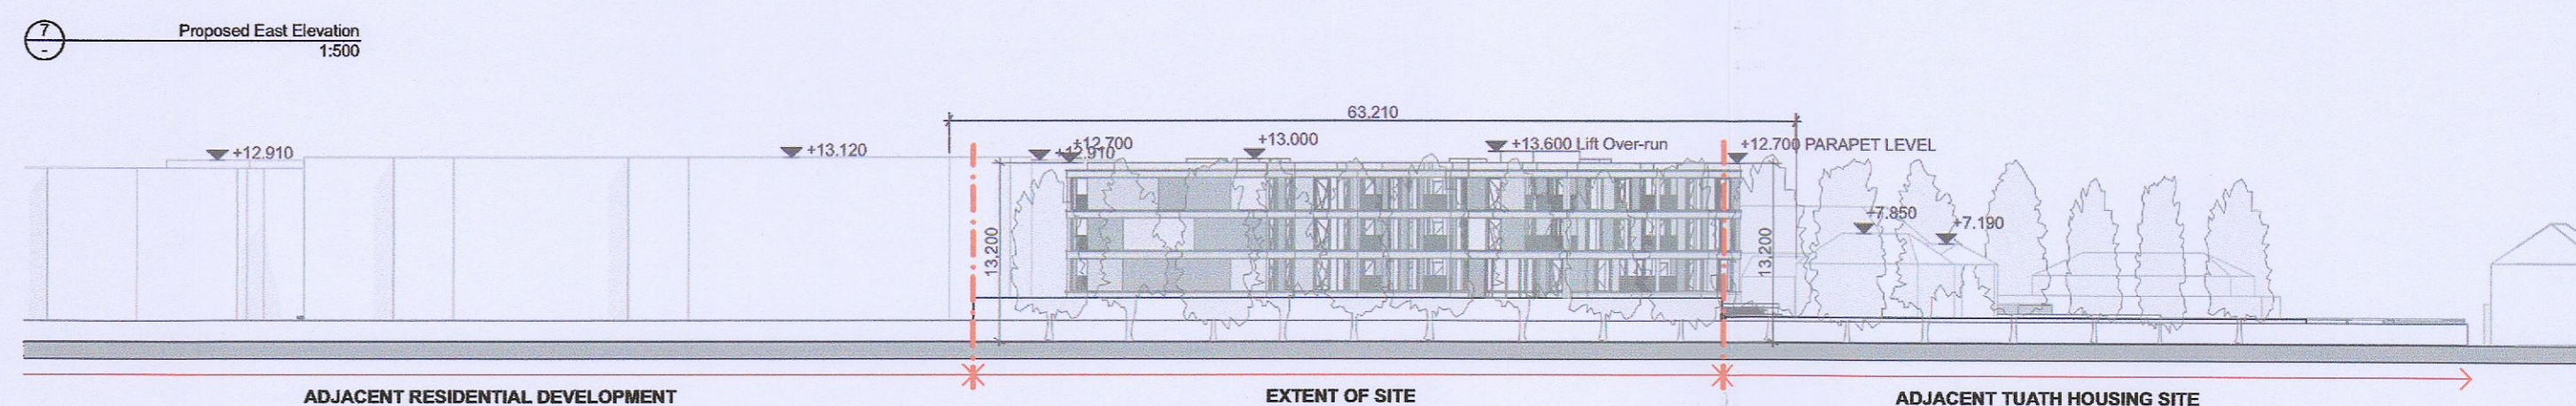 7
-
Proposed East Elevation
1:500
63.210
+12.910
+13.120
+12.700
+12.910
+13.000
+13.600 Lift Over-run
+12.700 PARAPET LEVEL
+7.850
+7.190
13,200
13,200
ADJACENT RESIDENTIAL DEVELOPMENT
EXTENT OF SITE
ADJACENT TUATH HOUSING SITE